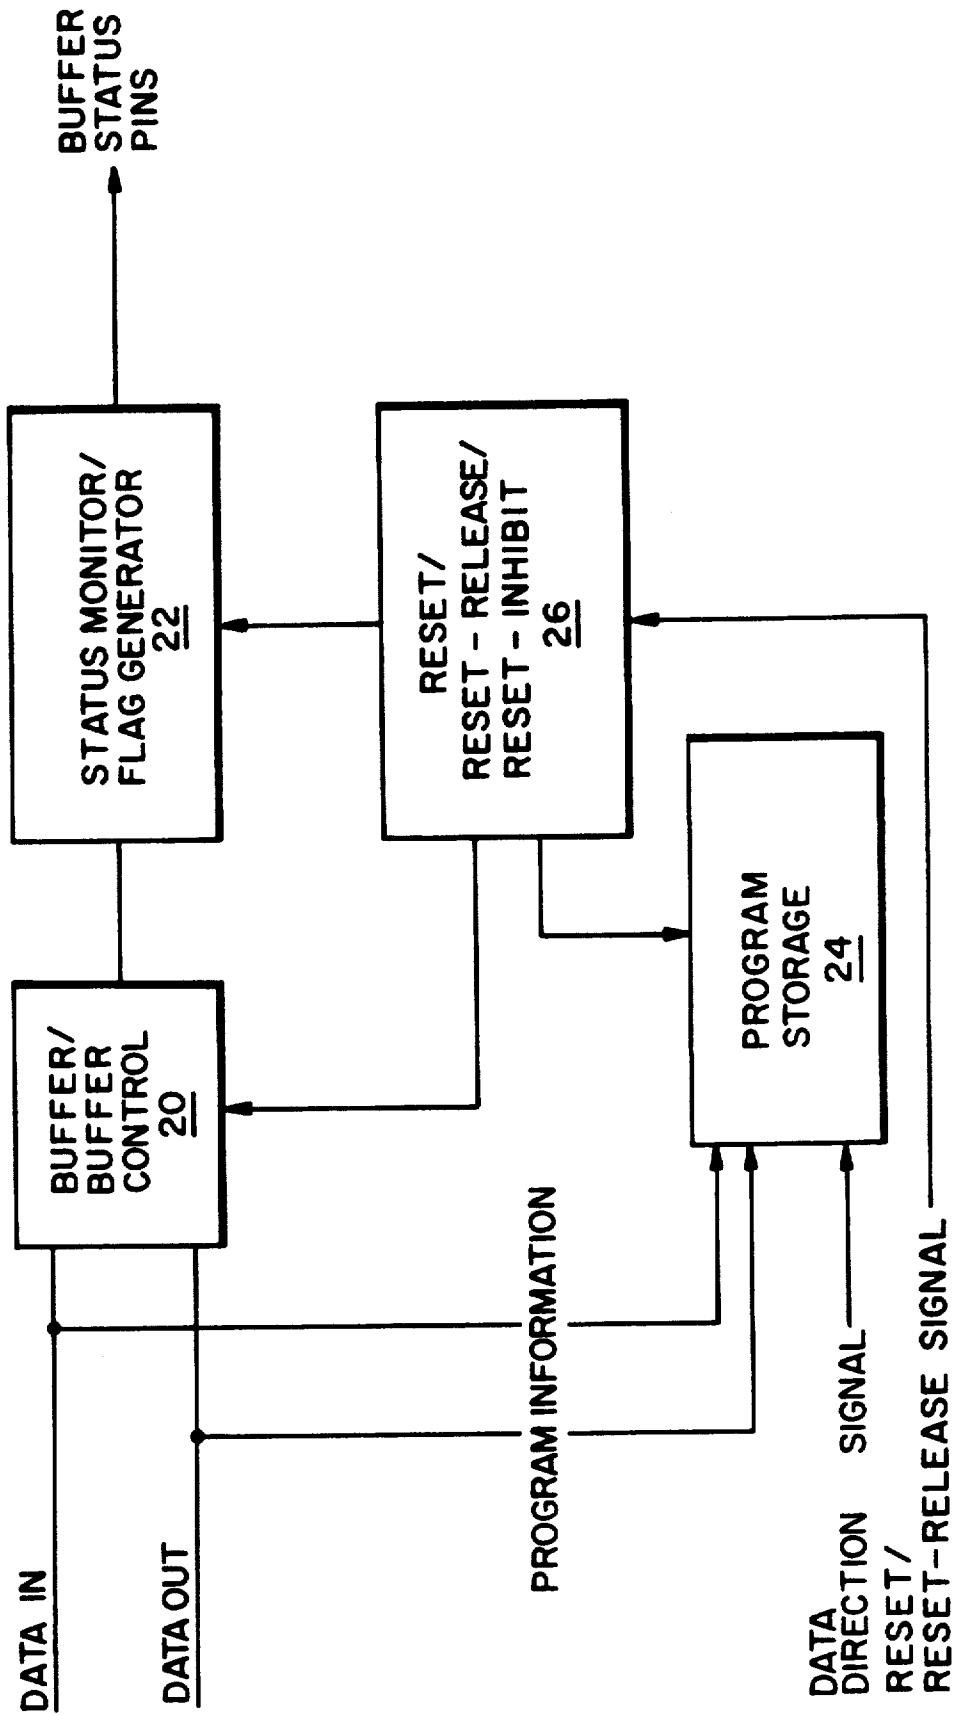 DATA IN
DATA OUT
BUFFER/
BUFFER
CONTROL
20
STATUS MONITOR/
FLAG GENERATOR
22
BUFFER
STATUS
PINS
RESET/
RESET-RELEASE/
RESET-INHIBIT
26
PROGRAM INFORMATION
PROGRAM
STORAGE
24
DATA
DIRECTION SIGNAL
RESET/
RESET-RELEASE SIGNAL